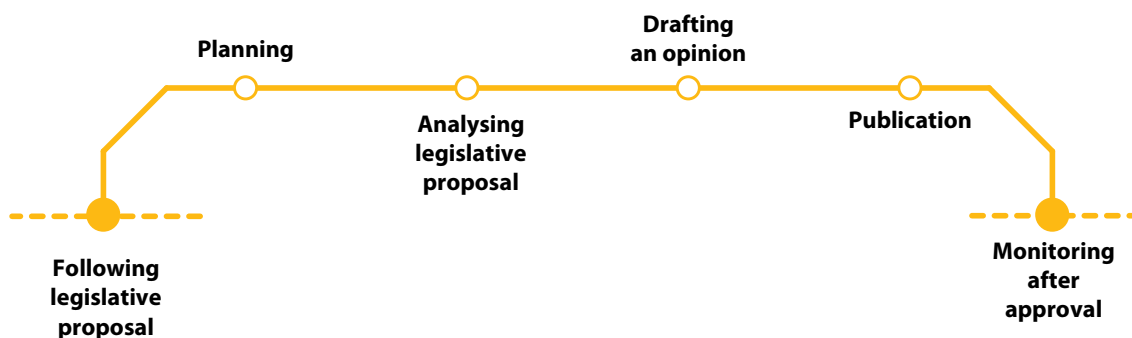 Following
legislative
proposal
Planning
Analysing
legislative
proposal
Drafting
an opinion
Publication
Monitoring
after
approval